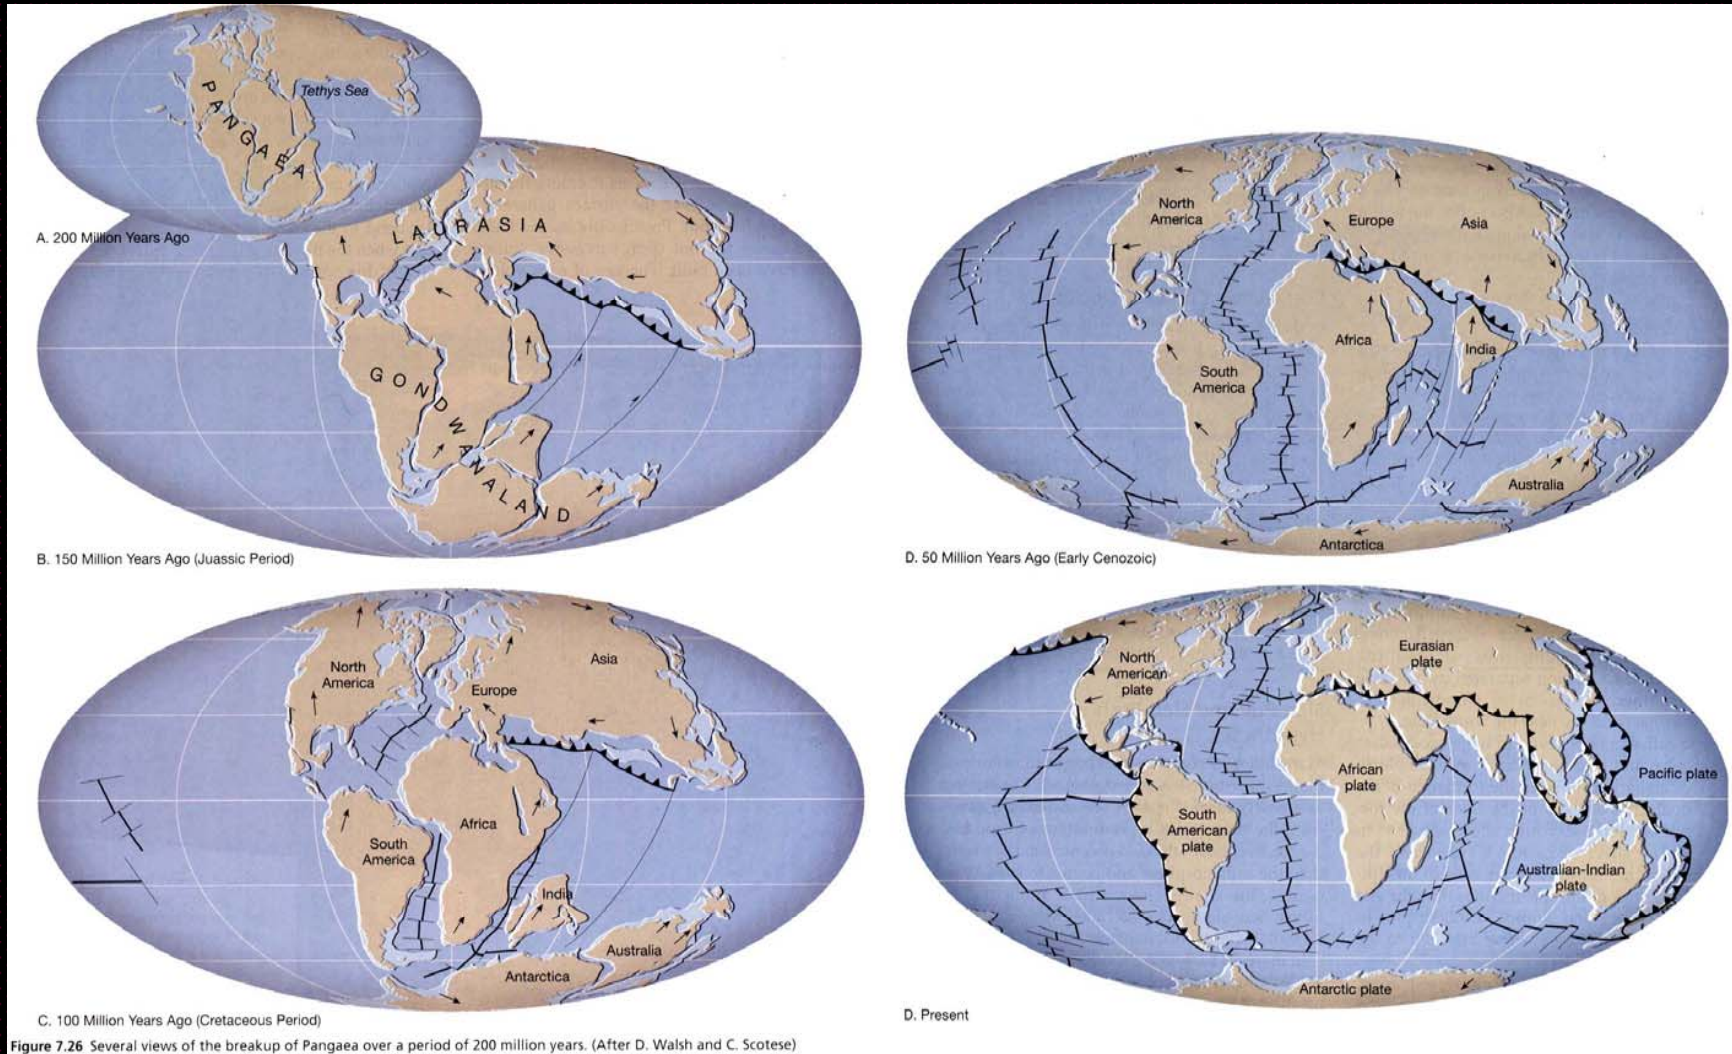 PANGAEA
Tethys Sea
A. 200 Million Years Ago
LAURASIA
GONDWANALAND
B. 150 Million Years Ago (Juassic Period)
North
America
Europe
Asia
South
America
Africa
India
Australia
Antarctica
C. 100 Million Years Ago (Cretaceous Period)
North
America
Europe
Asia
Africa
India
South
America
Australia
Antarctica
D. 50 Million Years Ago (Early Cenozoic)
North
American
plate
Eurasian
plate
Pacific plate
African
plate
South
American
plate
Australian-Indian
plate
Antarctic plate
D. Present
Figure 7.26 Several views of the breakup of Pangaea over a period of 200 million years. (After D. Walsh and C. Scotese)